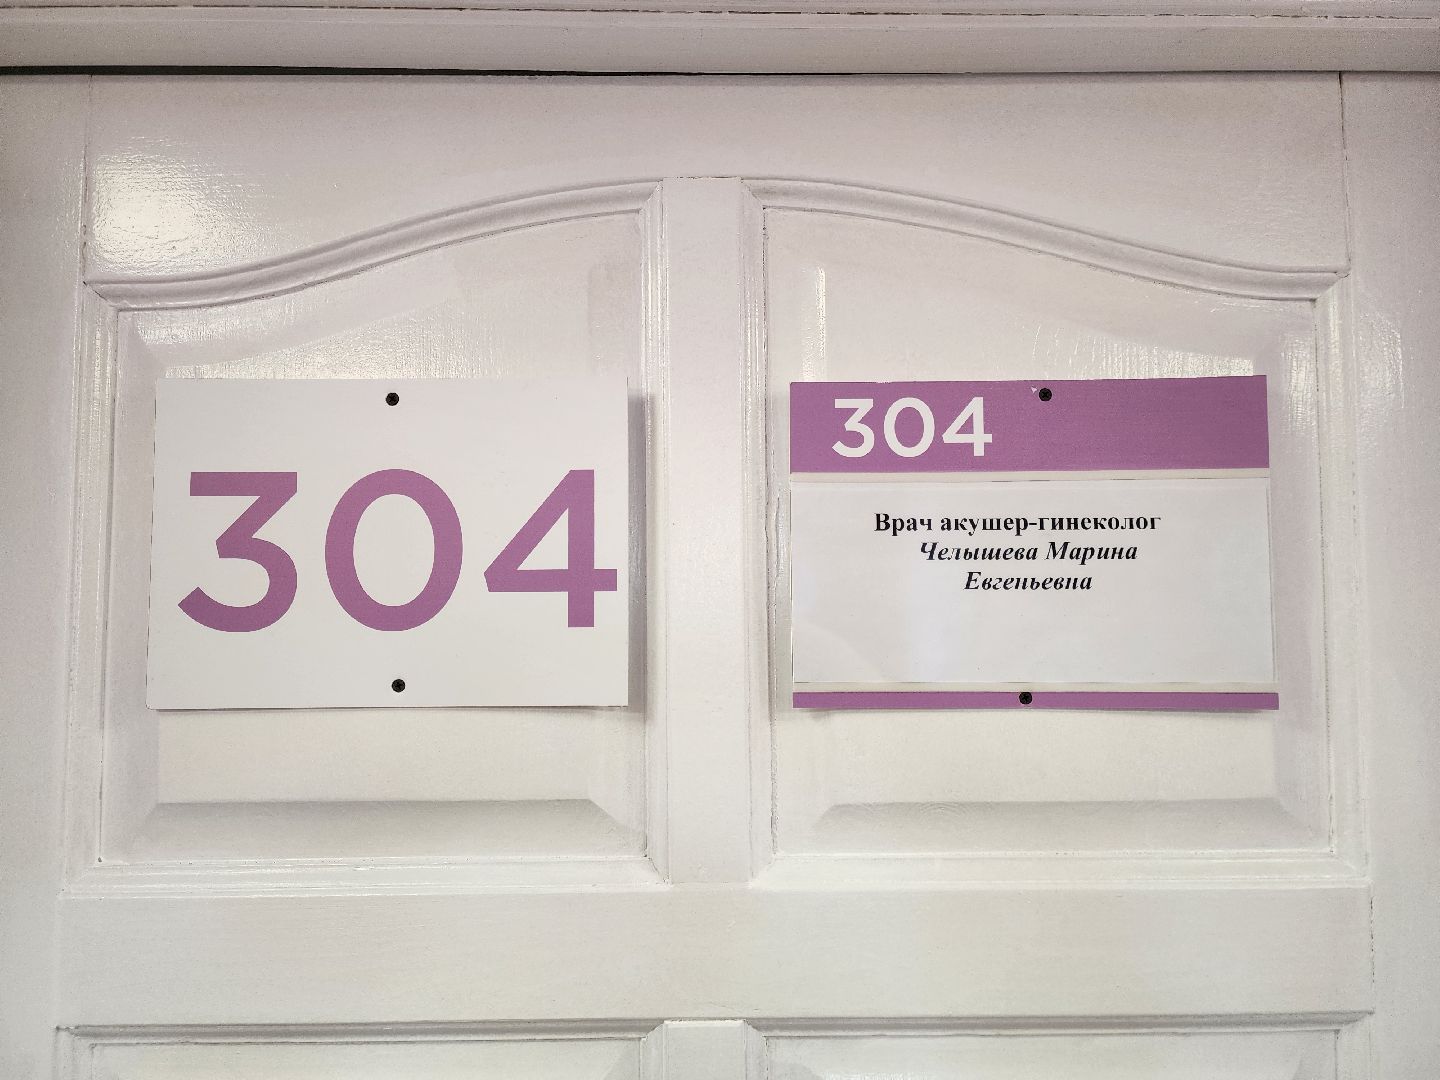 304
304
Врач акушер-гинеколог
Челышева Марина
Евгеньевна